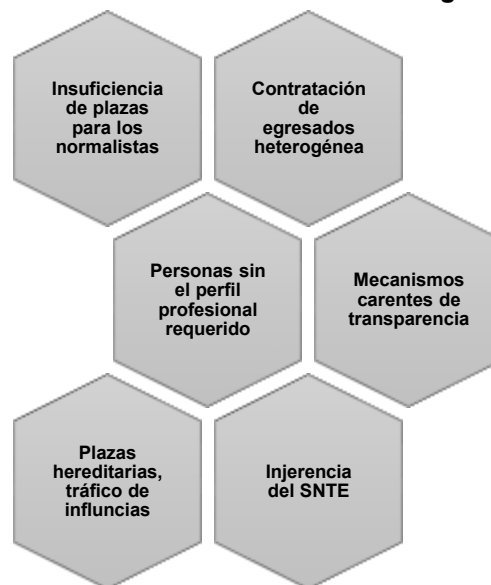 Insuficiencia
de plazas
para los
normalistas
Contratación
de
egresados
heterogénea
Personas sin
el perfil
profesional
requerido
Mecanismos
carentes de
transparencia
Plazas
hereditarias,
tráfico de
influncias
Injerencia
del SNTE